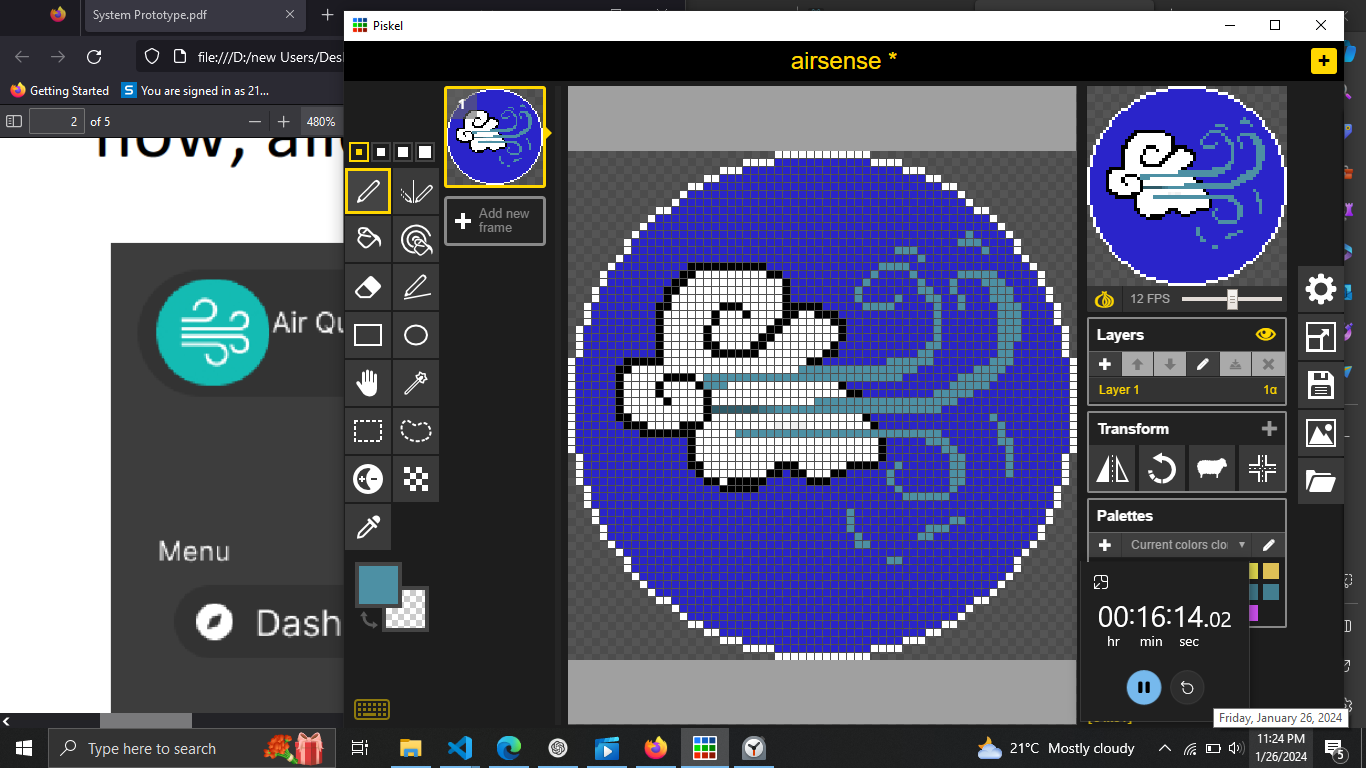 System Prototype.pdf
Piskel
airsense *
file:///D:/new Users/Des
Getting Started
You are signed in as 21...
2
of 5
480%
1
Add new
frame
12 FPS
Layers
Layer 1
1α
Transform
Palettes
Current colors clo
Air Qu
Menu
Dash
00:16:14.02
hr
min
sec
Friday, January 26, 2024
Type here to search
21°C Mostly cloudy
11:24 PM
1/26/2024
5